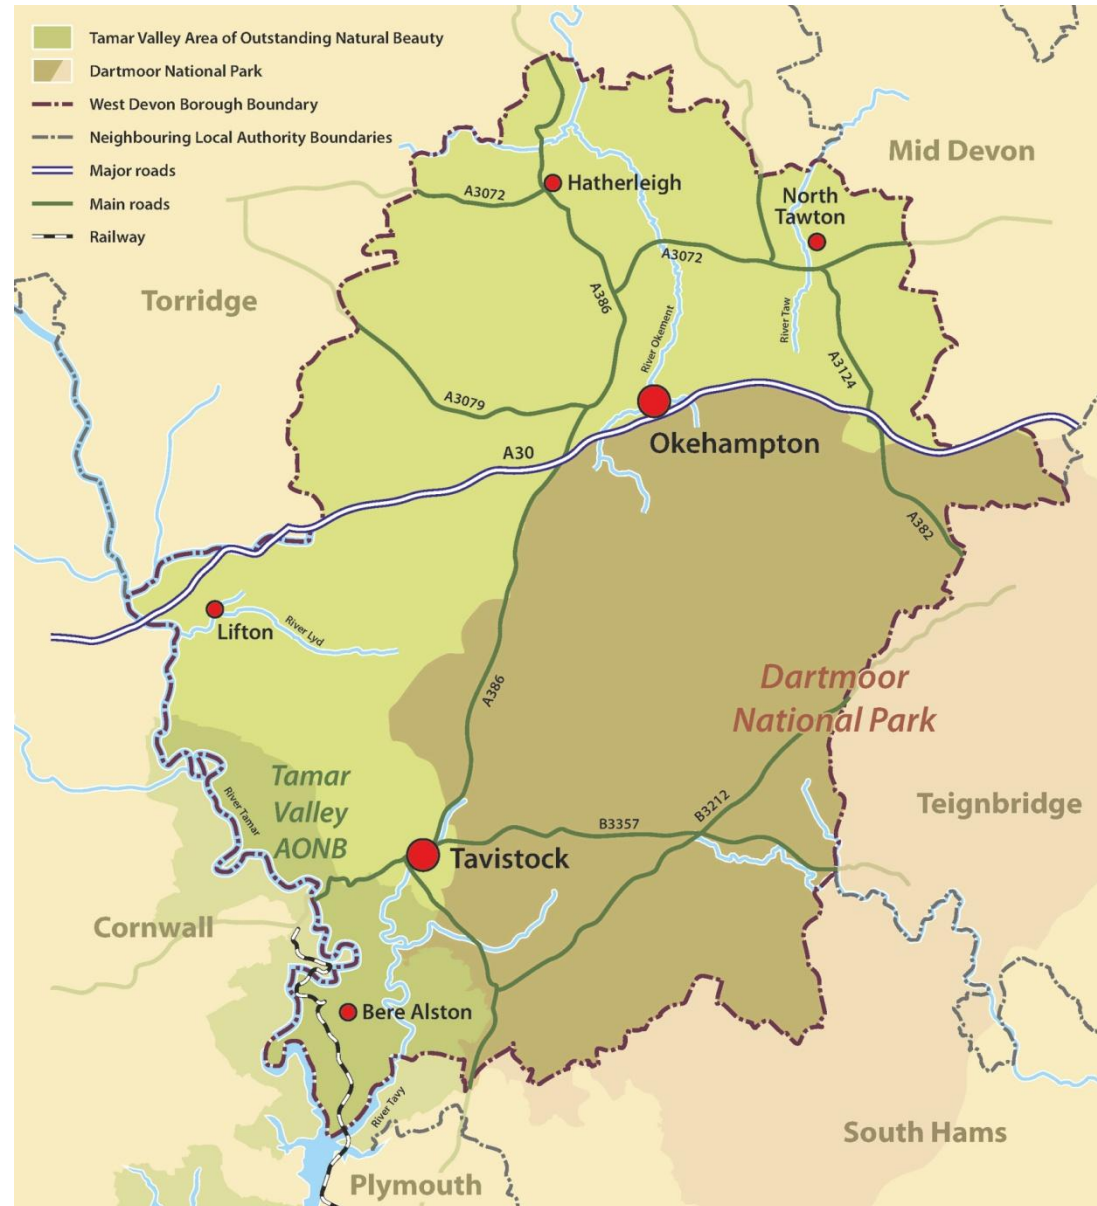 Tamar Valley Area of Outstanding Natural Beauty
Dartmoor National Park
West Devon Borough Boundary
Neighbouring Local Authority Boundaries
Major roads
Main roads
Railway
Mid Devon
Hatherleigh
A3072
North
Tawton
A3072
Torridge
A386
River Okement
River Taw
A3124
A3079
Okehampton
A30
A382
Lifton
River Lyd
A386
Dartmoor
National Park
Tamar
Valley
AONB
River Tamar
Teignbridge
B3212
B3357
Tavistock
Cornwall
Bere Alston
River Tavy
South Hams
Plymouth